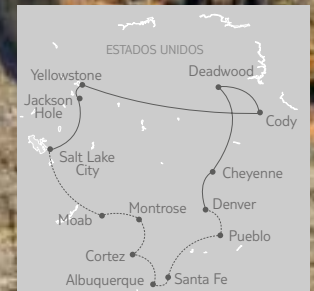 ESTADOS UNIDOS
Yellowstone
Deadwood
Jackson
Hole
Cody
Salt Lake
City
Cheyenne
Moab
Montrose
Denver
Pueblo
Cortez
Albuquerque
Santa Fe